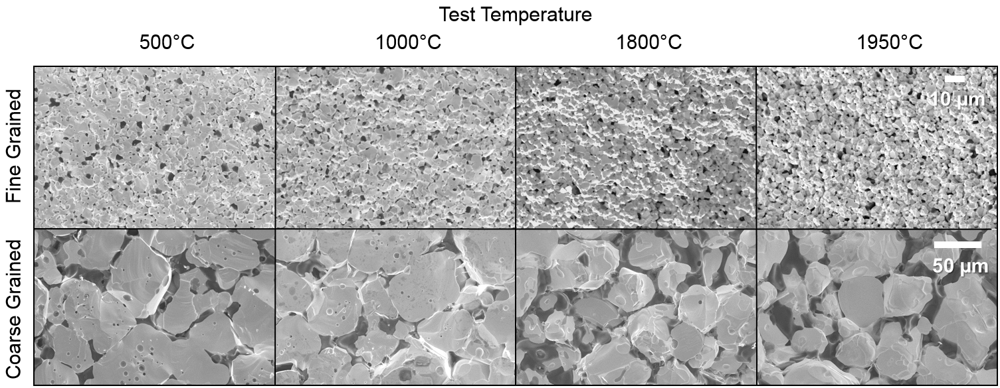 Test Temperature
500°C 1000°C 1800°C 1950°C
Fine Grained
10 μm
Coarse Grained
50 μm